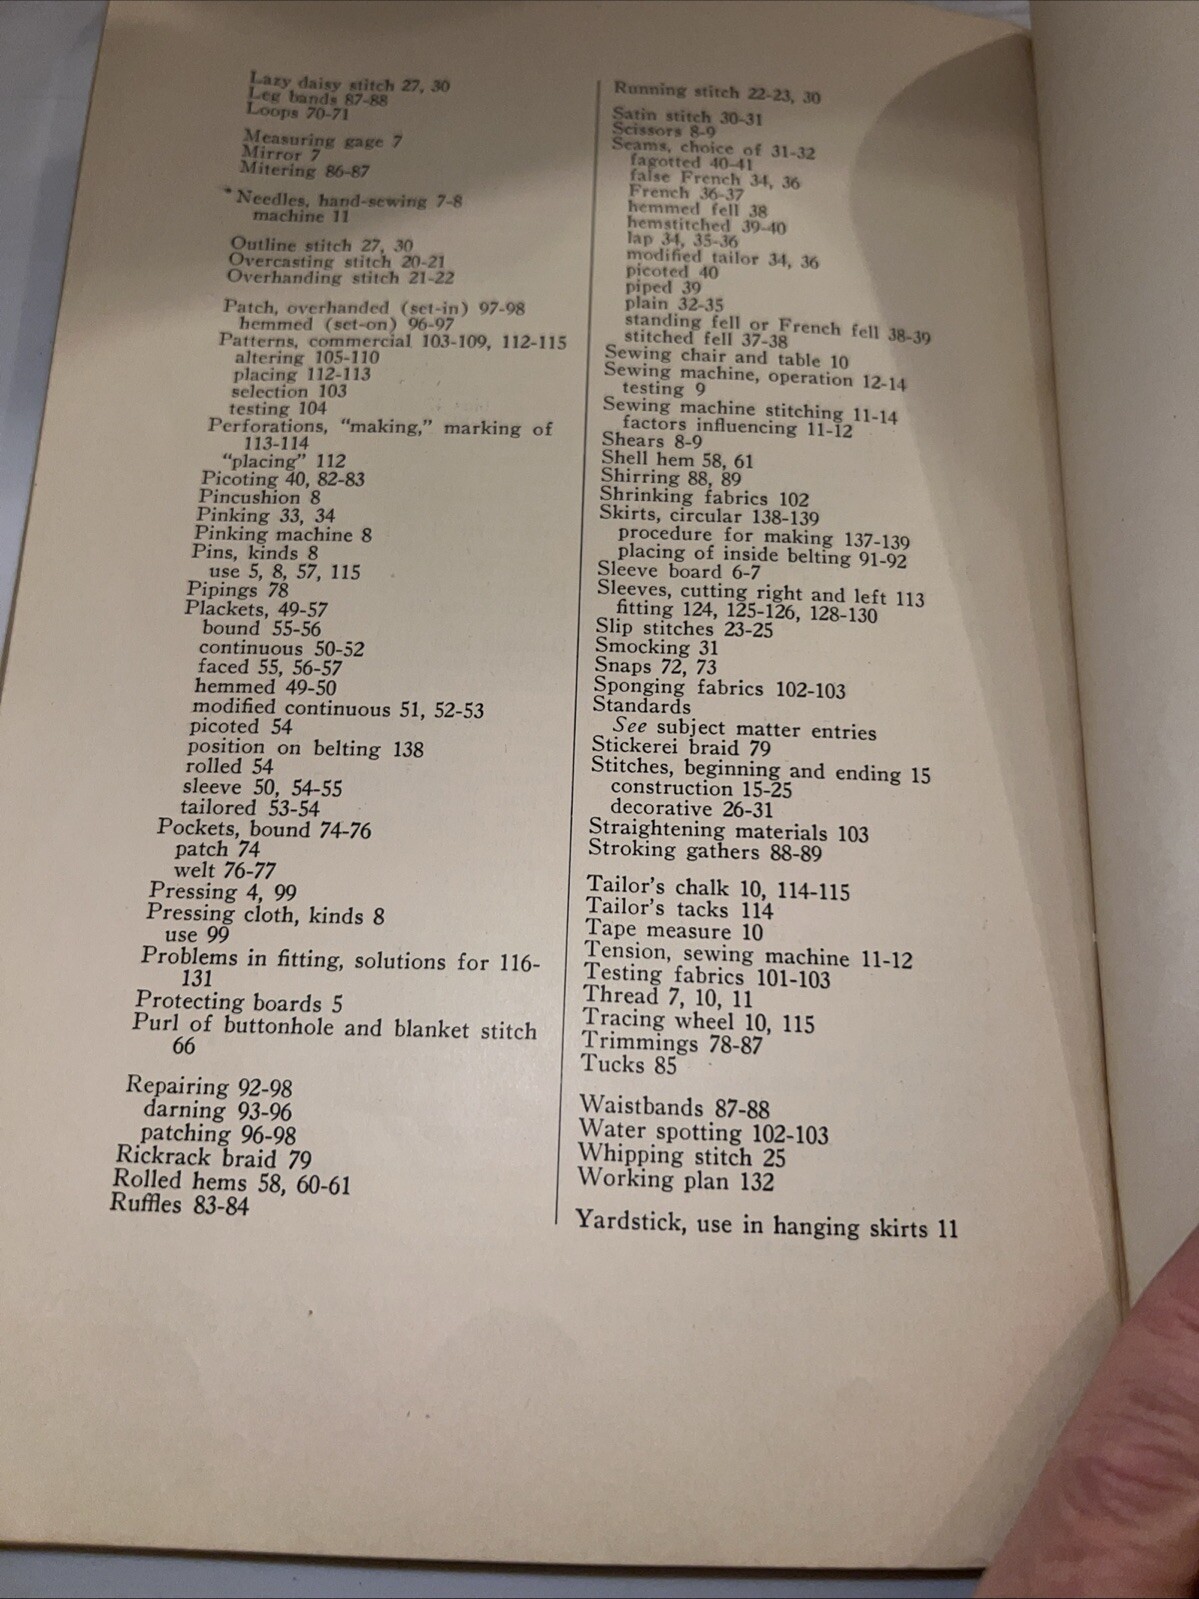 Lazy daisy stitch 27, 30
Leg bands 87-88
Loops 70-71
Measuring gage 7
Mirror 7
Mitering 86-87
Needles, hand-sewing 7-8
machine 11
Outline stitch 27, 30
Overcasting stitch 20-21
Overhanding stitch 21-22
Patch, overhanded (set-in) 97-98
hemmed (set-on) 96-97
Patterns, commercial 103-109, 112-115
altering 105-110
placing 112-113
selection 103
testing 104
Perforations, “making,” marking of
113-114
“placing” 112
Picoting 40, 82-83
Pincushion 8
Pinking 33, 34
Pinking machine 8
Pins, kinds 8
use 5, 8, 57, 115
Pipings 78
Plackets, 49-57
bound 55-56
continuous 50-52
faced 55, 56-57
hemmed 49-50
modified continuous 51, 52-53
picoted 54
position on belting 138
rolled 54
sleeve 50, 54-55
tailored 53-54
Pockets, bound 74-76
patch 74
welt 76-77
Pressing 4, 99
Pressing cloth, kinds 8
use 99
Problems in fitting, solutions for 116-
131
Protecting boards 5
Purl of buttonhole and blanket stitch
66
Repairing 92-98
darning 93-96
patching 96-98
Rickrack braid 79
Rolled hems 58, 60-61
Ruffles 83-84
Running stitch 22-23, 30
Satin stitch 30-31
Scissors 8-9
Seams, choice of 31-32
fagotted 40-41
false French 34, 36
French 36-37
hemmed fell 38
hemstitched 39-40
lap 34, 35-36
modified tailor 34, 36
picoted 40
piped 39
plain 32-35
standing fell or French fell 38-39
stitched fell 37-38
Sewing chair and table 10
Sewing machine, operation 12-14
testing 9
Sewing machine stitching 11-14
factors influencing 11-12
Shears 8-9
Shell hem 58, 61
Shirring 88, 89
Shrinking fabrics 102
Skirts, circular 138-139
procedure for making 137-139
placing of inside belting 91-92
Sleeve board 6-7
Sleeves, cutting right and left 113
fitting 124, 125-126, 128-130
Slip stitches 23-25
Smocking 31
Snaps 72, 73
Sponging fabrics 102-103
Standards
See subject matter entries
Stickerei braid 79
Stitches, beginning and ending 15
construction 15-25
decorative 26-31
Straightening materials 103
Stroking gathers 88-89
Tailor's chalk 10, 114-115
Tailor's tacks 114
Tape measure 10
Tension, sewing machine 11-12
Testing fabrics 101-103
Thread 7, 10, 11
Tracing wheel 10, 115
Trimmings 78-87
Tucks 85
Waistbands 87-88
Water spotting 102-103
Whipping stitch 25
Working plan 132
Yardstick, use in hanging skirts 11